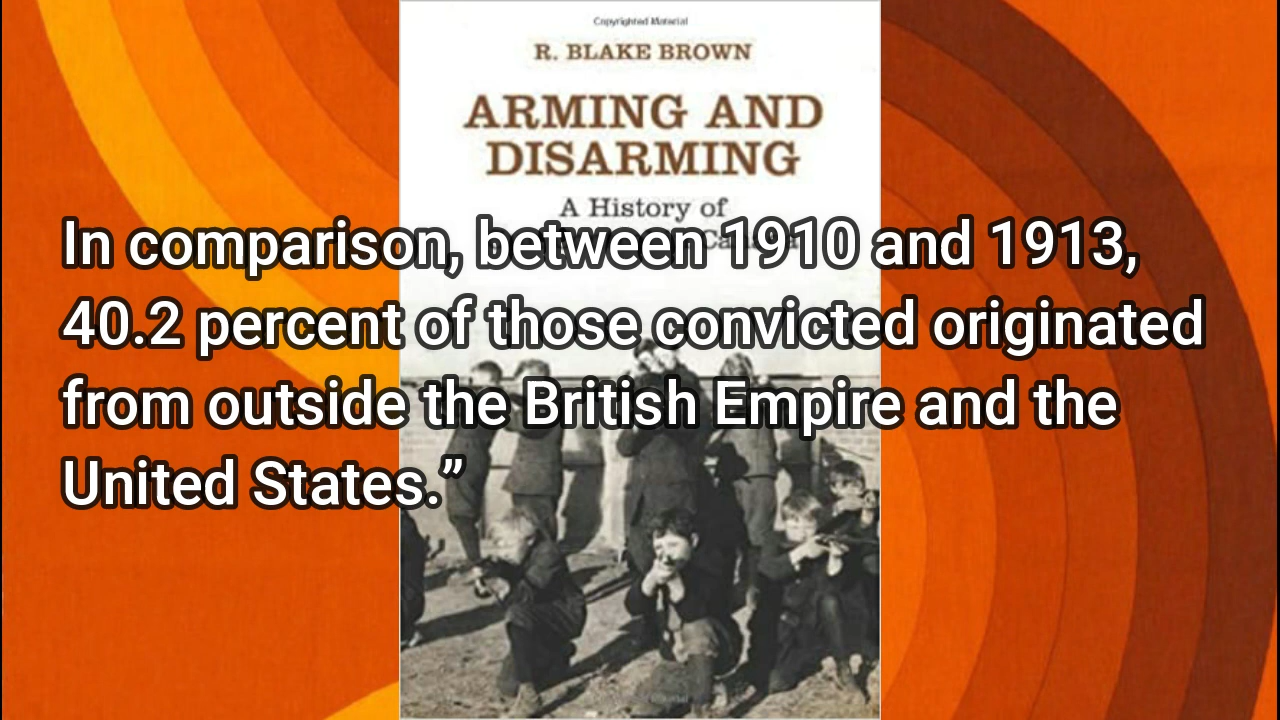 Copyrighted Material
R. BLAKE BROWN
ARMING AND
DISARMING
A History of
In comparison, between 1910 and 1913,
40.2 percent of those convicted originated
from outside the British Empire and the
United States.”